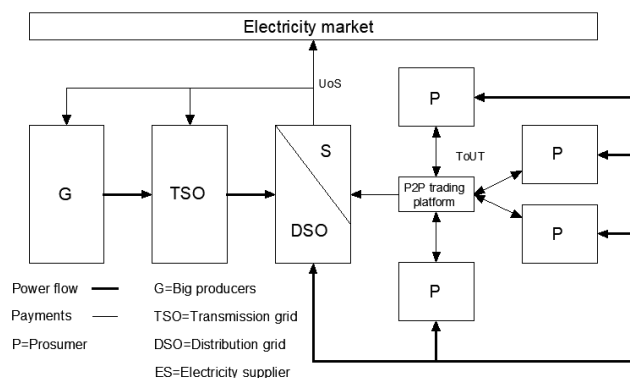 Electricity market
UoS
P
ToUT
S
P
G
TSO
P2P trading
platform
DSO
P
P
Power flow
G=Big producers
Payments
TSO=Transmission grid
P=Prosumer
DSO=Distribution grid
ES=Electricity supplier